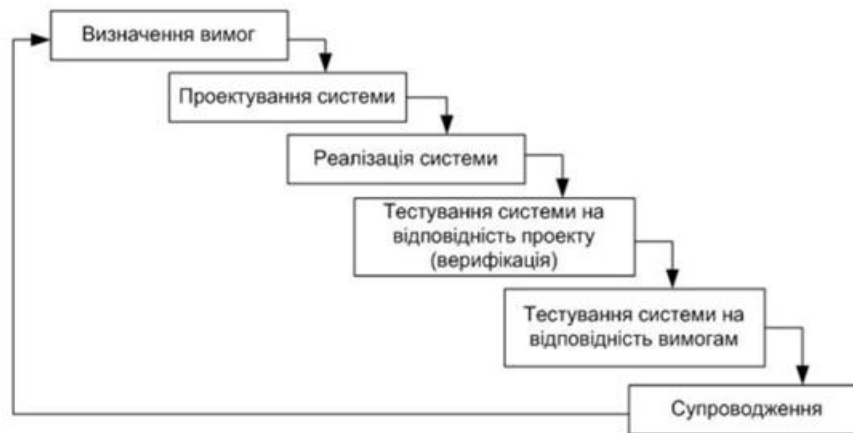 Визначення вимог
Проектування системи
Реалізація системи
Тестування системи на
відповідність проекту
(верифікація)
Тестування системи на
відповідність вимогам
Супроводження